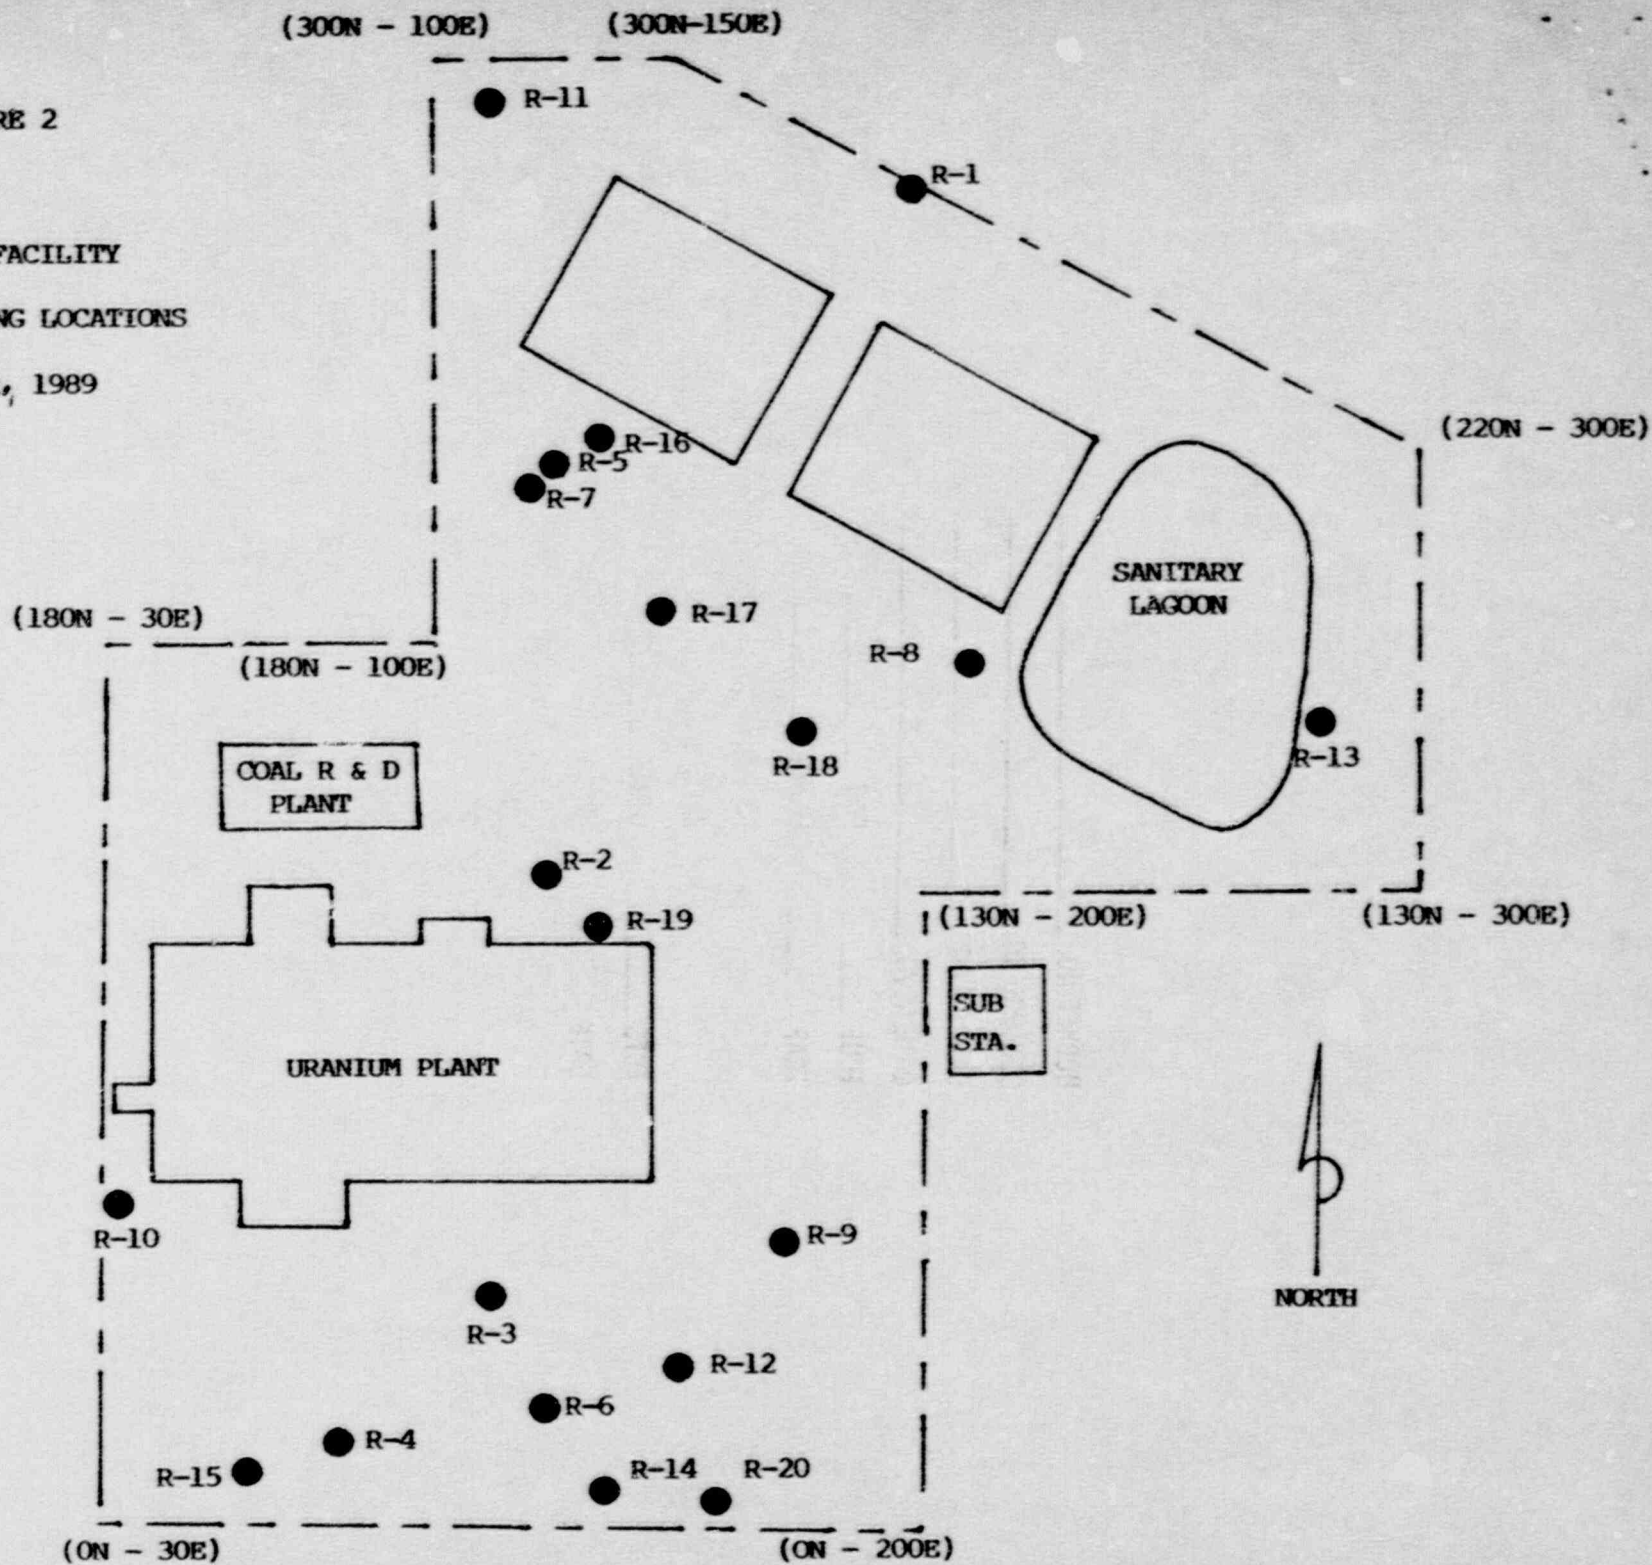 (300N - 100E)
(300N-150E)
RE 2
R-11
R-1
FACILITY
NG LOCATIONS
, 1989
(220N - 300E)
R-16
R-5
R-7
SANITARY
LAGOON
(180N - 30E)
R-17
(180N - 100E)
R-8
R-18
R-13
COAL R & D
PLANT
R-2
R-19
(130N - 200E)
(130N - 300E)
SUB
STA.
URANIUM PLANT
R-10
R-9
NORTH
R-3
R-12
R-6
R-4
R-15
R-14
R-20
(0N - 30E)
(0N - 200E)